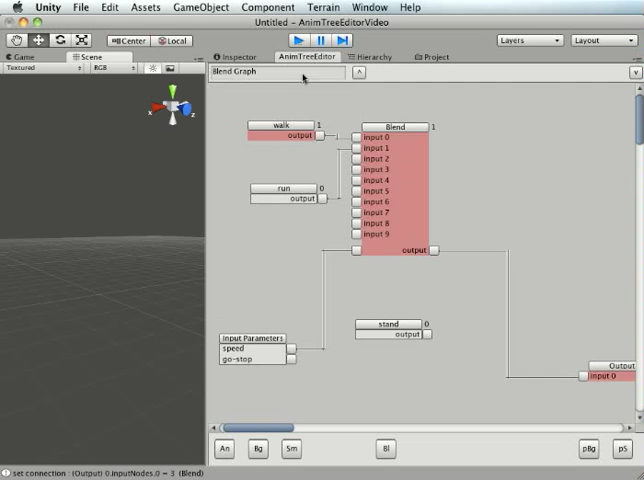 Unity File Edit Assets GameObject Component Terrain Window Help
Untitled - AnimTreeEditorVideo
Center Local Layers Layout
Game Scene Inspector AnimTreeEditor Hierarchy Project
Textured RGB Blend Graph ^ v
walk 1
output
Blend 1
input 0
input 1
input 2
input 3
input 4
input 5
input 6
input 7
input 8
input 9
output
run 0
output
x z
stand 0
output
Input Parameters
speed
go-stop
Output
input 0
An Bg Sm Bl pBg pS
set connection : (Output) 0.InputNodes.0 = 3 (Blend)